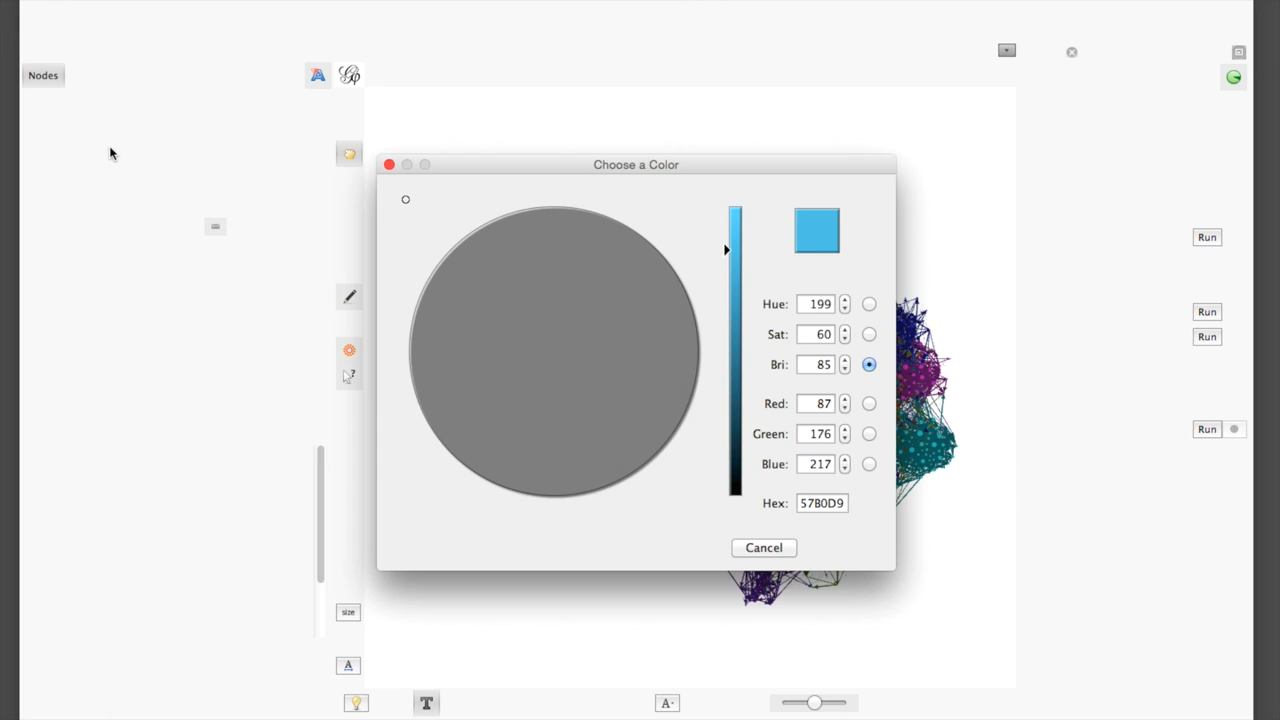 Nodes
Choose a Color
Run
Hue: 199
Run
Sat: 60
Run
Bri: 85
Red: 87
Green: 176
Run
Blue: 217
Hex: 57B0D9
Cancel
size
A
T
A